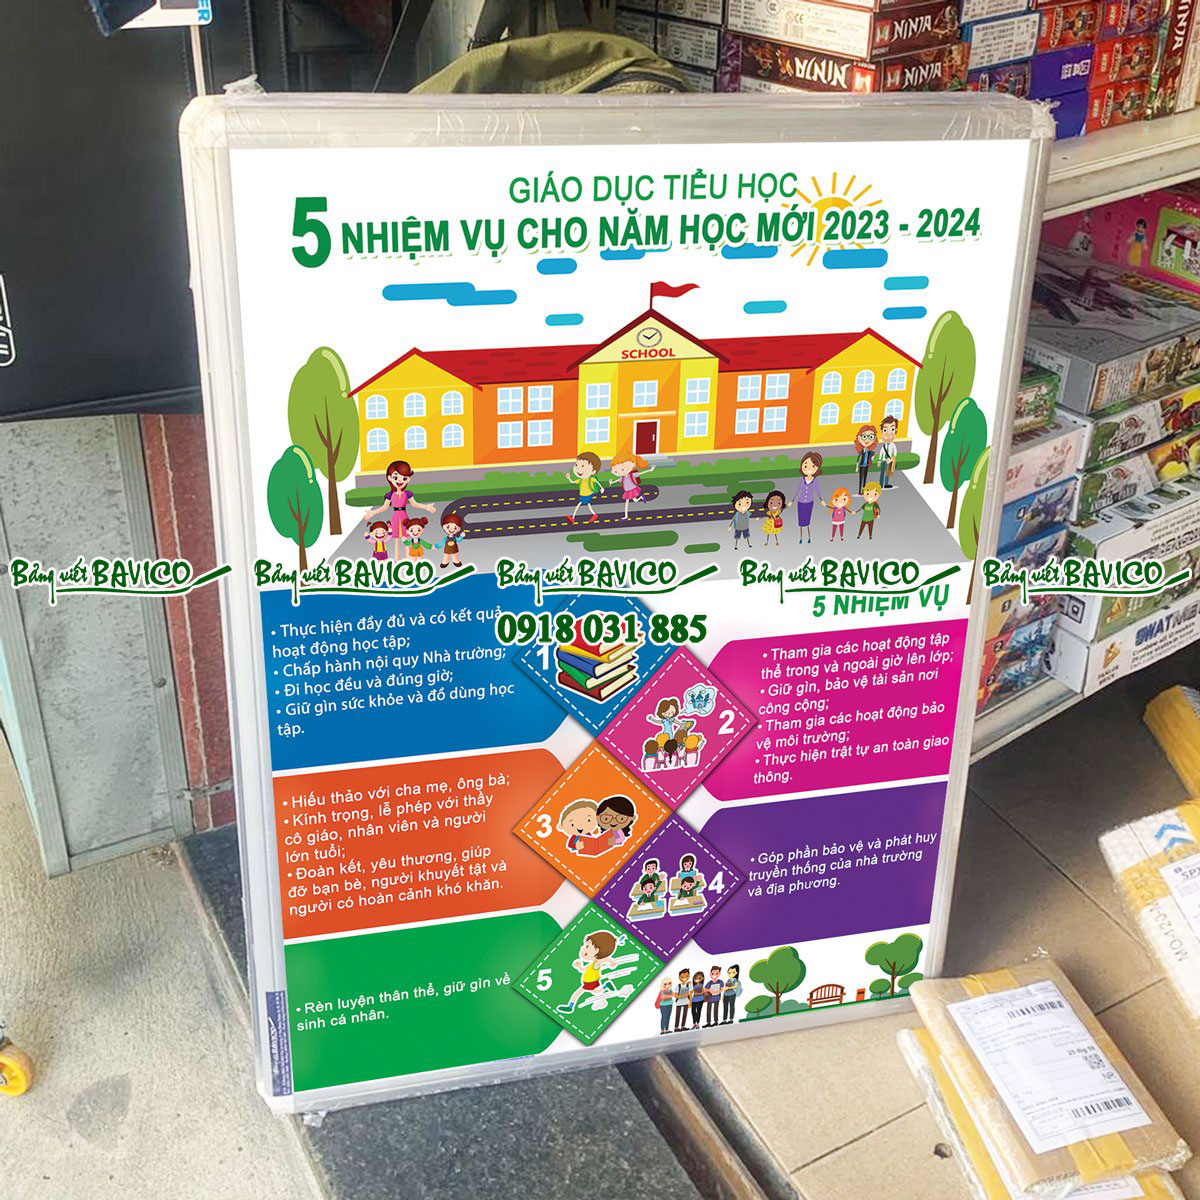 GIÁO DỤC TIỂU HỌC
5 NHIỆM VỤ CHO NĂM HỌC MỚI 2023 - 2024
SCHOOL
Bảng viết BAVICO
Bảng viết BAVICO
Bảng viết BAVICO
Bảng viết BAVICO
Bảng viết BAVICO
0918 031 885
5 NHIỆM VỤ
• Thực hiện đầy đủ và có kết quả
hoạt động học tập;
• Chấp hành nội quy Nhà trường;
• Đi học đều và đúng giờ;
• Giữ gìn sức khỏe và đồ dùng học
tập.
1
• Tham gia các hoạt động tập
thể trong và ngoài giờ lên lớp;
• Giữ gìn, bảo vệ tài sản nơi
công cộng;
• Tham gia các hoạt động bảo
vệ môi trường;
• Thực hiện trật tự an toàn giao
thông.
2
• Hiếu thảo với cha mẹ, ông bà;
• Kính trọng, lễ phép với thầy
cô giáo, nhân viên và người
lớn tuổi;
• Đoàn kết, yêu thương, giúp
đỡ bạn bè, người khuyết tật và
người có hoàn cảnh khó khăn.
3
• Góp phần bảo vệ và phát huy
truyền thống của nhà trường
và địa phương.
4
• Rèn luyện thân thể, giữ gìn vệ
sinh cá nhân.
5
NINJA
NINJA
NINJA
NINJA